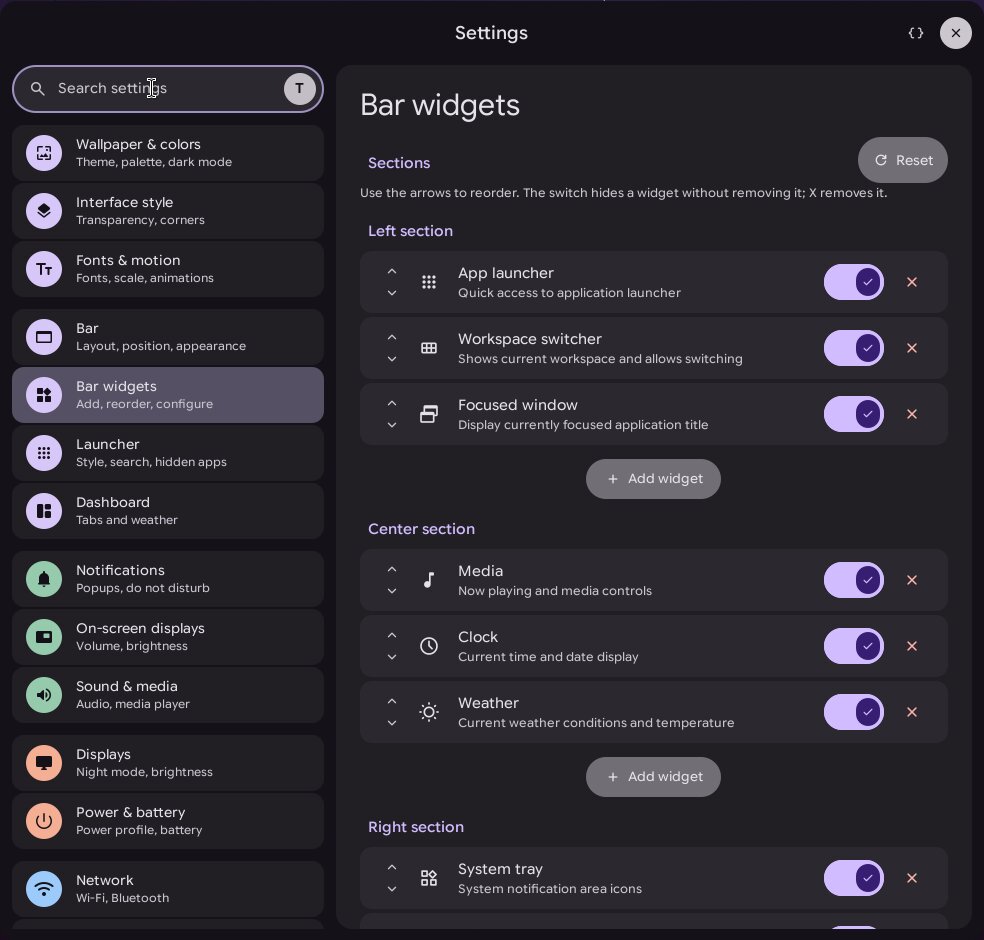 Settings
Search settings
T
Wallpaper & colors
Theme, palette, dark mode
Interface style
Transparency, corners
Fonts & motion
Fonts, scale, animations
Bar
Layout, position, appearance
Bar widgets
Add, reorder, configure
Launcher
Style, search, hidden apps
Dashboard
Tabs and weather
Notifications
Popups, do not disturb
On-screen displays
Volume, brightness
Sound & media
Audio, media player
Displays
Night mode, brightness
Power & battery
Power profile, battery
Network
Wi-Fi, Bluetooth
Bar widgets
Sections
Reset
Use the arrows to reorder. The switch hides a widget without removing it; X removes it.
Left section
App launcher
Quick access to application launcher
Workspace switcher
Shows current workspace and allows switching
Focused window
Display currently focused application title
+ Add widget
Center section
Media
Now playing and media controls
Clock
Current time and date display
Weather
Current weather conditions and temperature
+ Add widget
Right section
System tray
System notification area icons